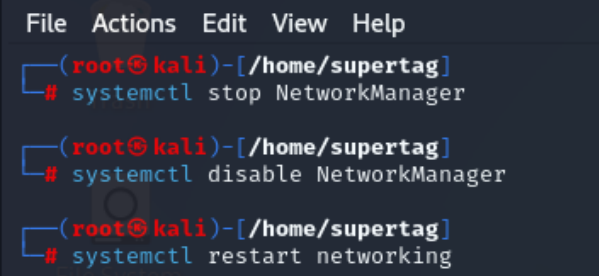 File Actions Edit View Help
┌──(root㉿kali)-[/home/supertag]
└─# systemctl stop NetworkManager
┌──(root㉿kali)-[/home/supertag]
└─# systemctl disable NetworkManager
┌──(root㉿kali)-[/home/supertag]
└─# systemctl restart networking